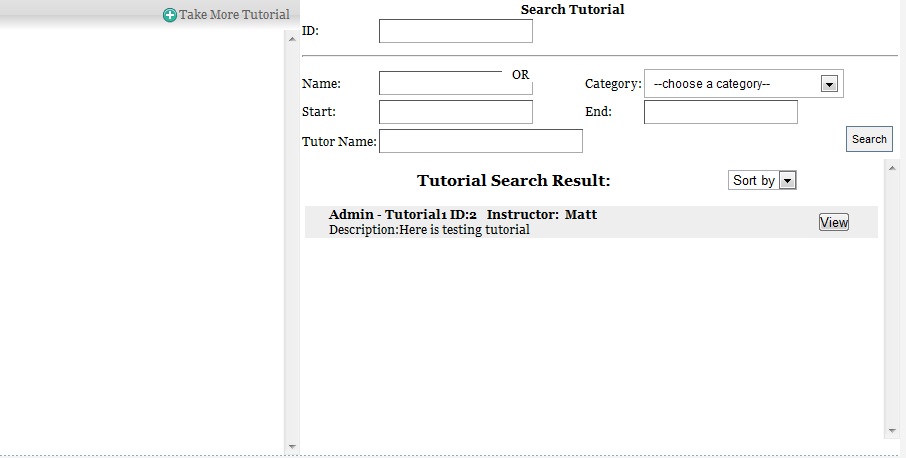 Take More Tutorial
Search Tutorial
ID:
OR
Name:
Category: --choose a category--
Start:
End:
Tutor Name:
Search
Tutorial Search Result:
Sort by
Admin - Tutorial1 ID:2 Instructor: Matt
Description:Here is testing tutorial
View